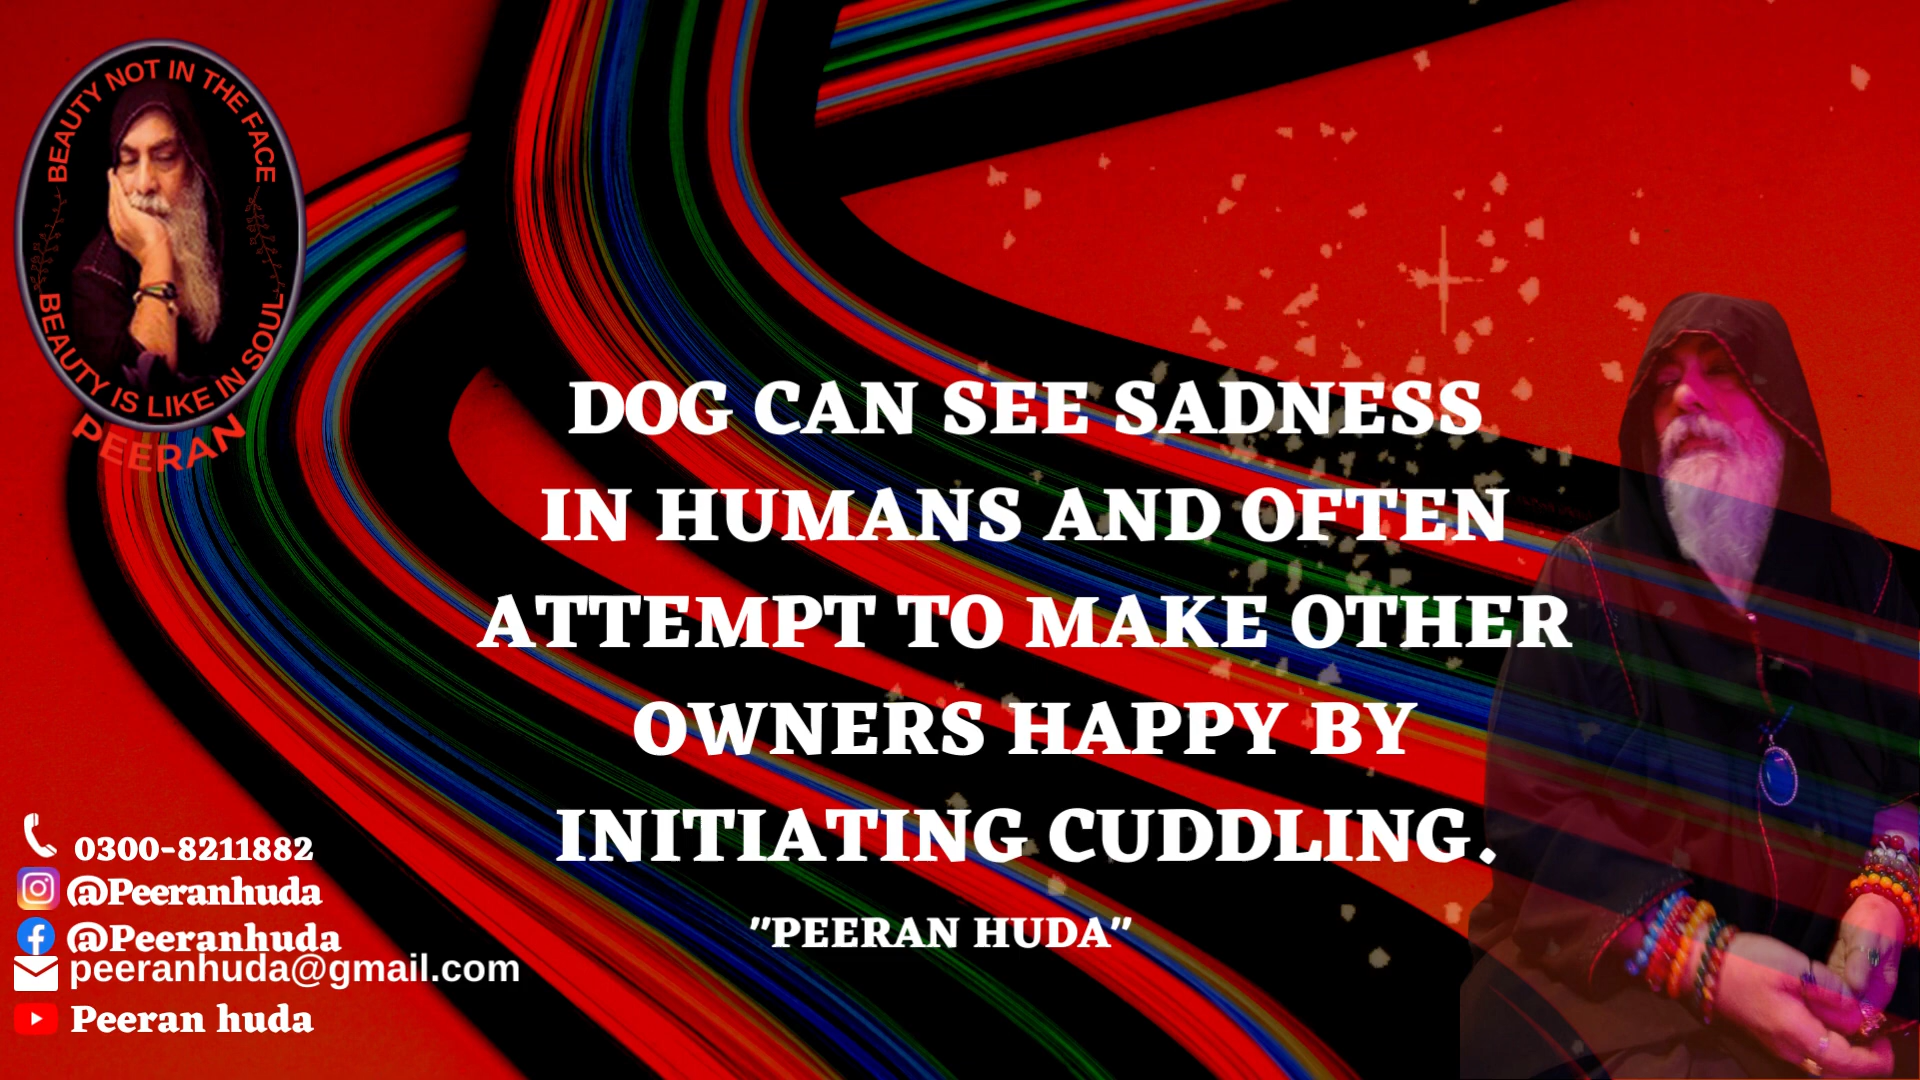 BEAUTY NOT IN THE FACE
BEAUTY IS LIKE IN SOUL
PEERAN
DOG CAN SEE SADNESS
IN HUMANS AND OFTEN
ATTEMPT TO MAKE OTHER
OWNERS HAPPY BY
INITIATING CUDDLING.
"PEERAN HUDA"
0300-8211882
@Peeranhuda
@Peeranhuda
peeranhuda@gmail.com
Peeran huda